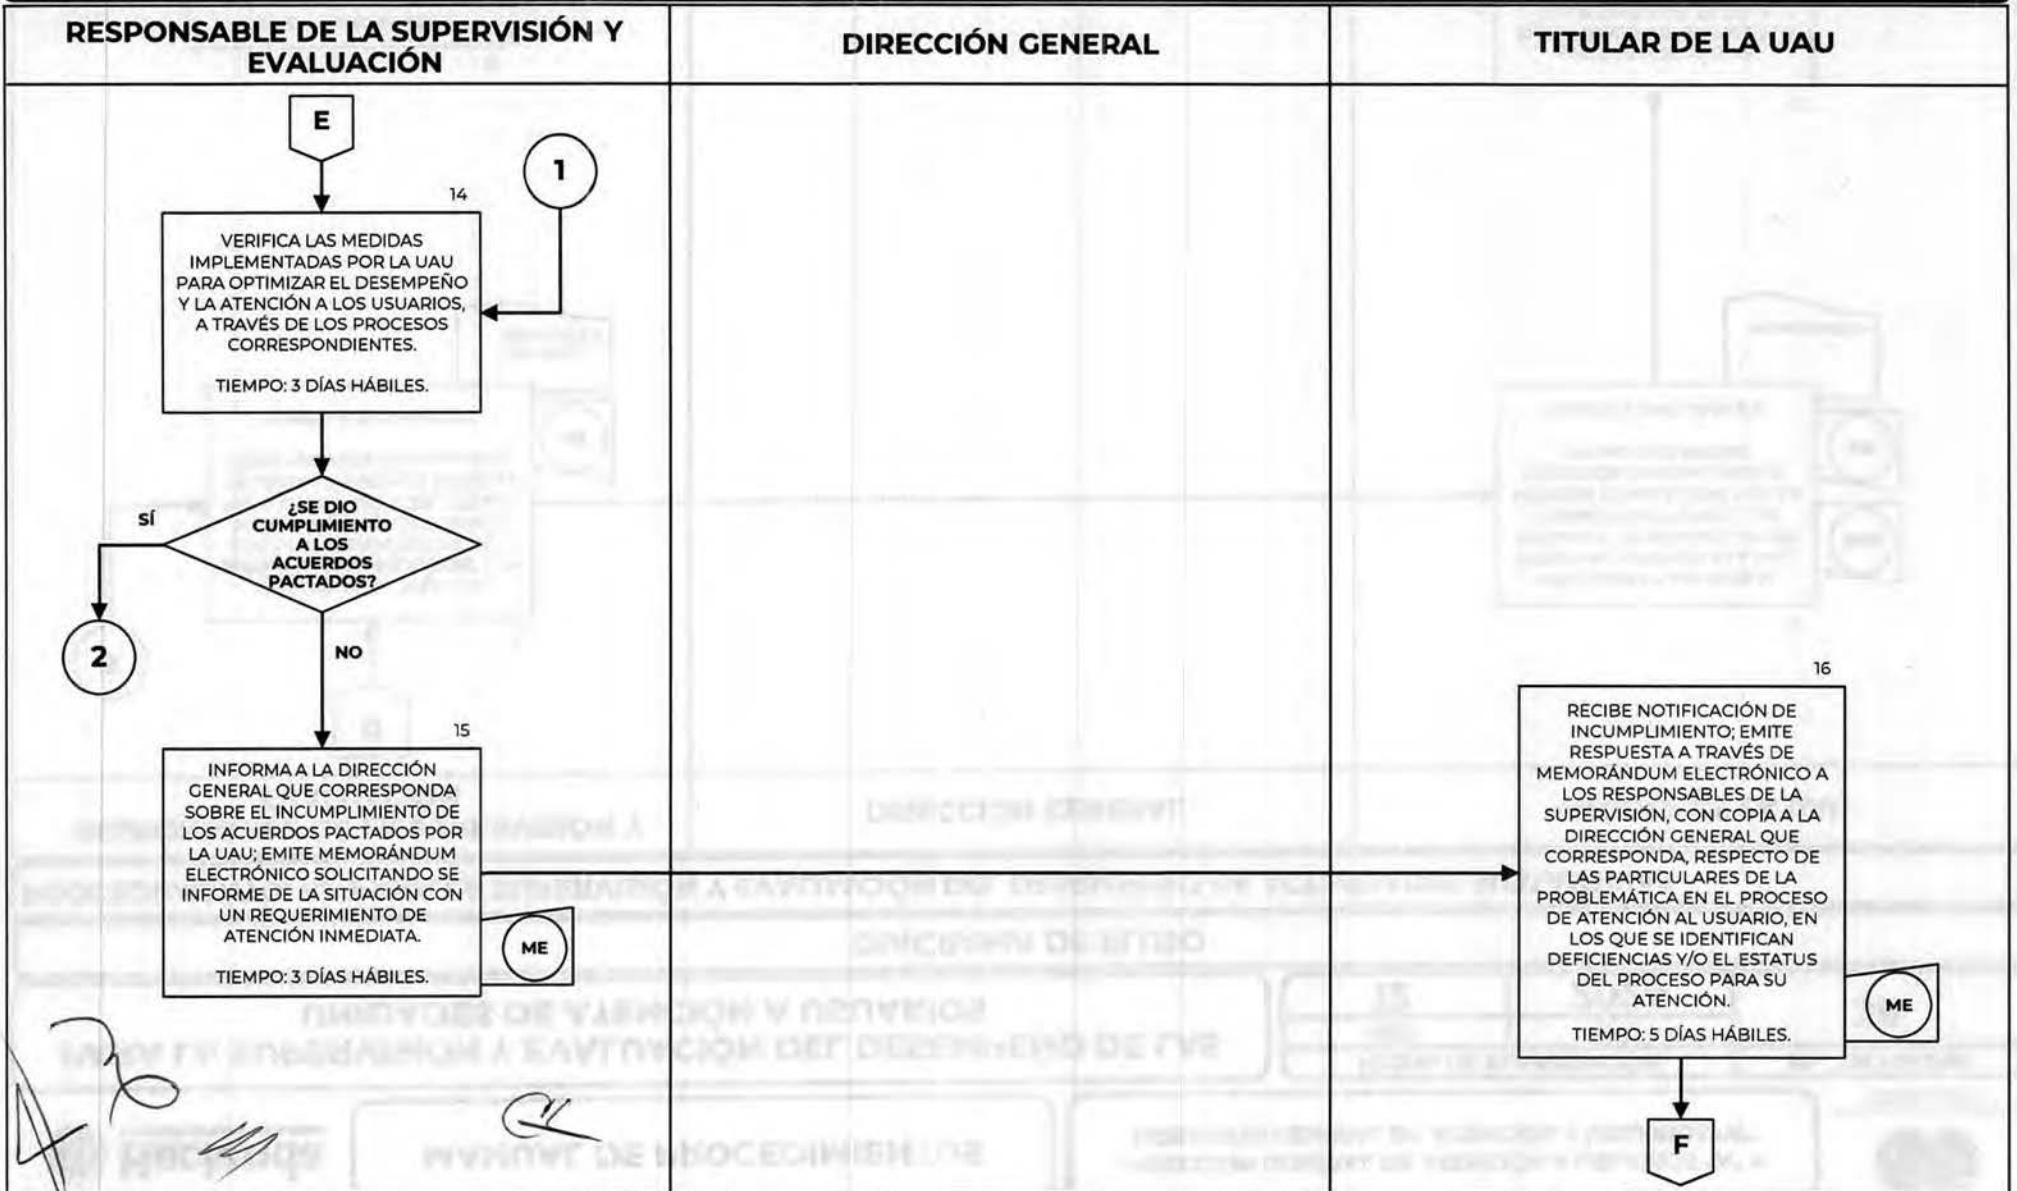 RESPONSABLE DE LA SUPERVISIÓN Y
EVALUACIÓN
DIRECCIÓN GENERAL
TITULAR DE LA UAU
E
1
14
VERIFICA LAS MEDIDAS
IMPLEMENTADAS POR LA UAU
PARA OPTIMIZAR EL DESEMPEÑO
Y LA ATENCIÓN A LOS USUARIOS,
A TRAVÉS DE LOS PROCESOS
CORRESPONDIENTES.
TIEMPO: 3 DÍAS HÁBILES.
¿SE DIO
CUMPLIMIENTO
A LOS
ACUERDOS
PACTADOS?
SÍ
2
NO
15
INFORMA A LA DIRECCIÓN
GENERAL QUE CORRESPONDA
SOBRE EL INCUMPLIMIENTO DE
LOS ACUERDOS PACTADOS POR
LA UAU; EMITE MEMORÁNDUM
ELECTRÓNICO SOLICITANDO SE
INFORME DE LA SITUACIÓN CON
UN REQUERIMIENTO DE
ATENCIÓN INMEDIATA.
TIEMPO: 3 DÍAS HÁBILES.
ME
16
RECIBE NOTIFICACIÓN DE
INCUMPLIMIENTO; EMITE
RESPUESTA A TRAVÉS DE
MEMORÁNDUM ELECTRÓNICO A
LOS RESPONSABLES DE LA
SUPERVISIÓN, CON COPIA A LA
DIRECCIÓN GENERAL QUE
CORRESPONDA, RESPECTO DE
LAS PARTICULARES DE LA
PROBLEMÁTICA EN EL PROCESO
DE ATENCIÓN AL USUARIO, EN
LOS QUE SE IDENTIFICAN
DEFICIENCIAS Y/O EL ESTATUS
DEL PROCESO PARA SU
ATENCIÓN.
TIEMPO: 5 DÍAS HÁBILES.
ME
F